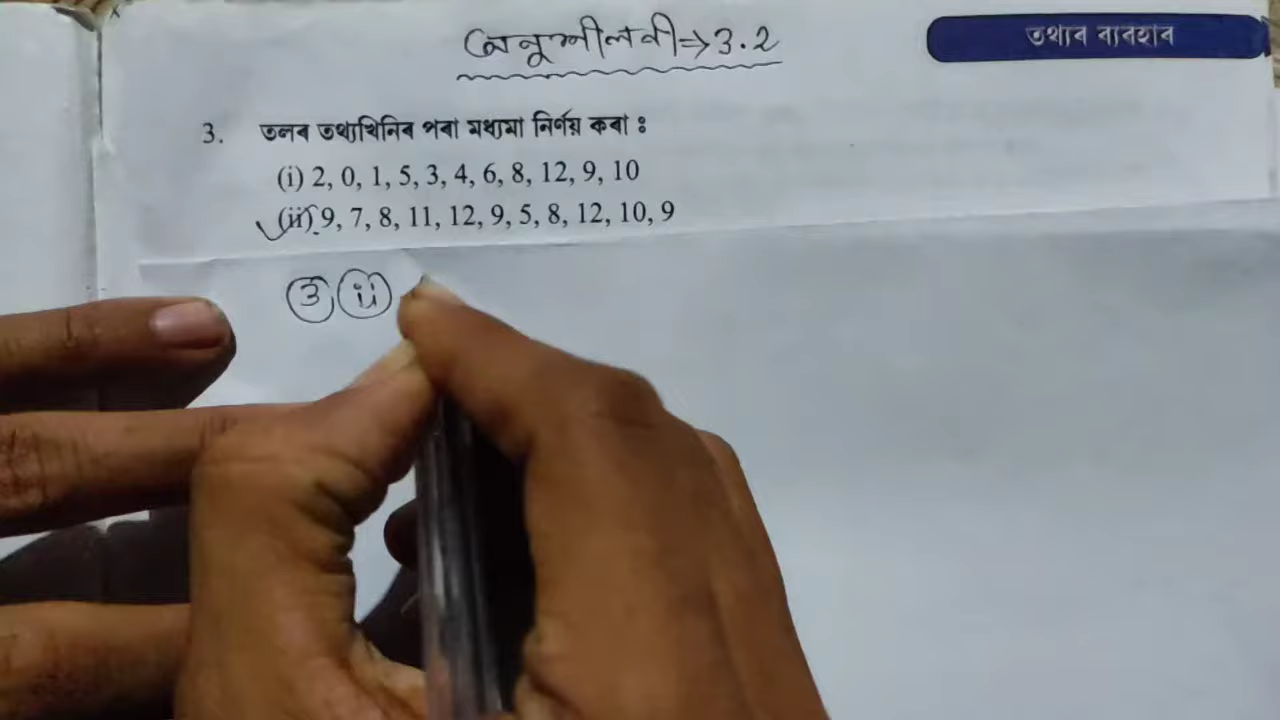 অনুশীলনী⇒3.2
তথ্যৰ ব্যৱহাৰ
3. তলৰ তথ্যখিনিৰ পৰা মধ্যমা নিৰ্ণয় কৰা ঃ
(i) 2, 0, 1, 5, 3, 4, 6, 8, 12, 9, 10
(ii) 9, 7, 8, 11, 12, 9, 5, 8, 12, 10, 9
3 ii